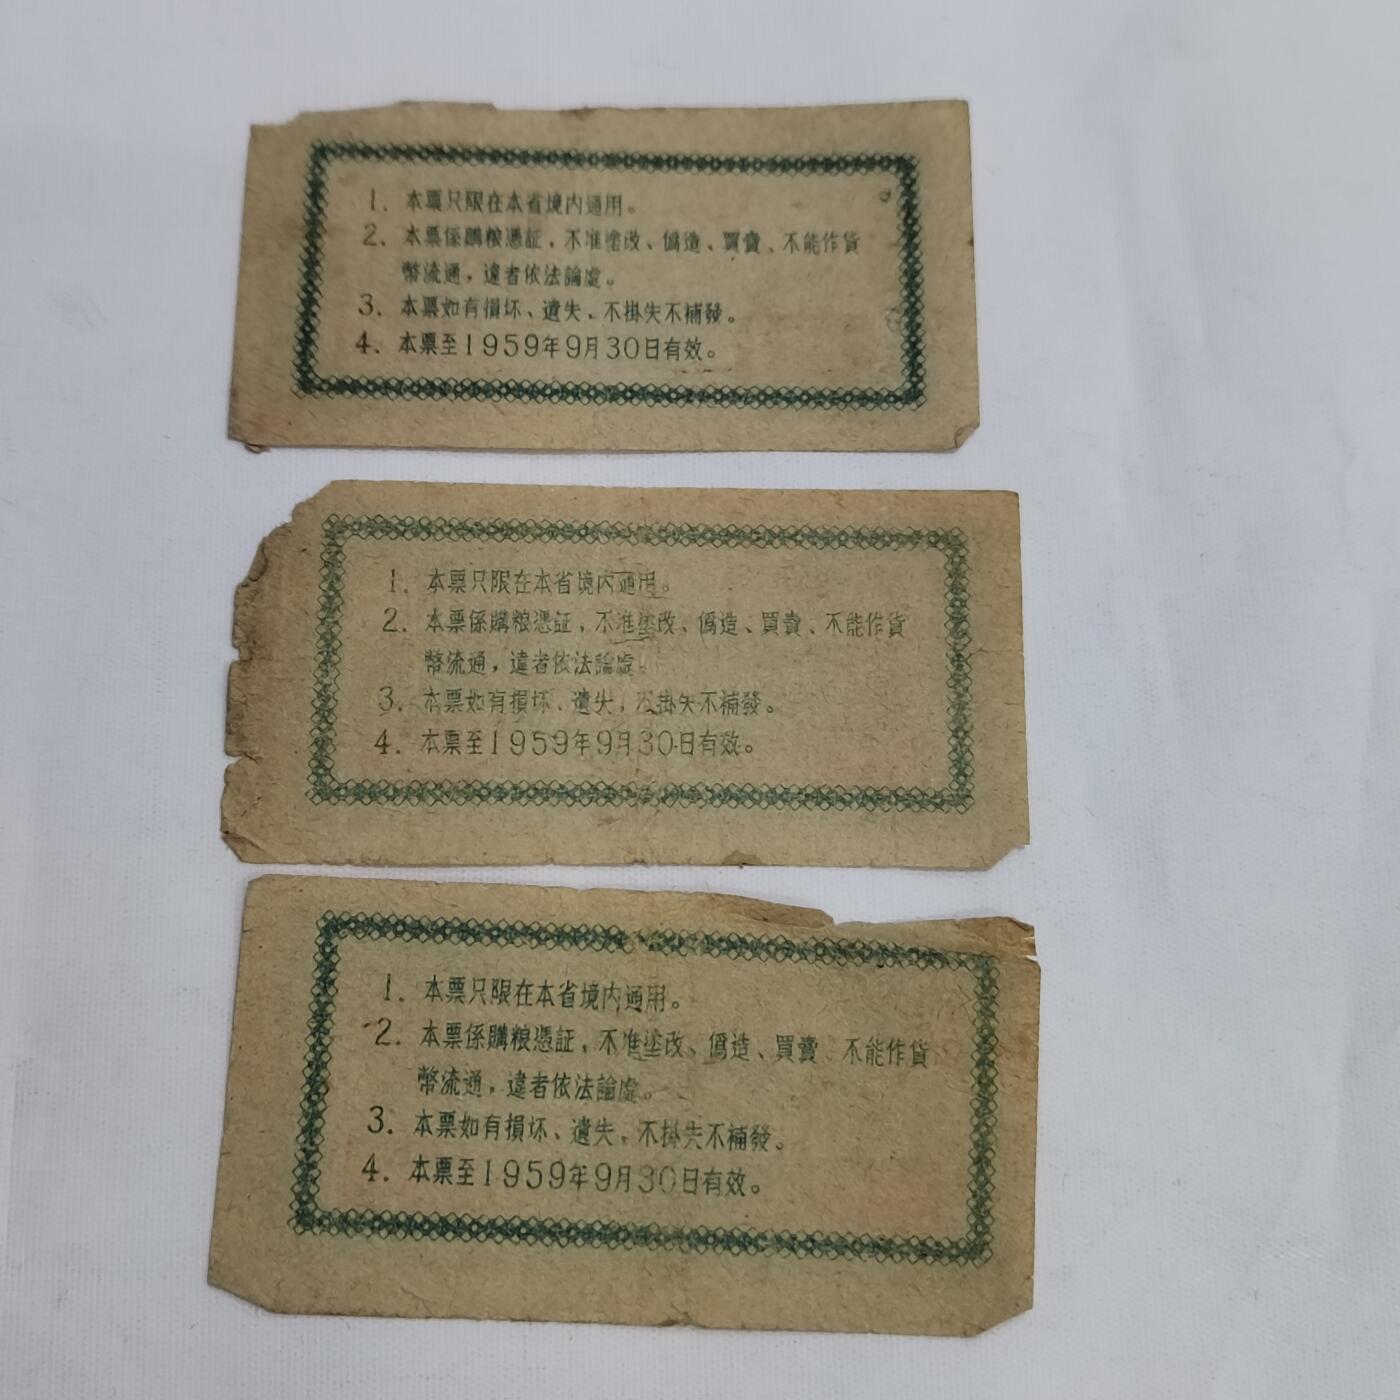 1. 本票只限在本省境内通用。
2. 本票係購粮憑証，不准塗改、僞造、買賣、不能作貨
幣流通，違者依法論處。
3. 本票如有損坏、遺失，不掛失不補發。
4. 本票至1959年9月30日有效。
1. 本票只限在本省境内通用。
2. 本票係購粮憑証，不准塗改、僞造、買賣、不能作貨
幣流通，違者依法論處。
3. 本票如有損坏、遺失，不掛失不補發。
4. 本票至1959年9月30日有效。
1. 本票只限在本省境内通用。
2. 本票係購粮憑証，不准塗改、僞造、買賣 不能作貨
幣流通，違者依法論處。
3. 本票如有損坏、遺失，不掛失不補發。
4. 本票至1959年9月30日有效。